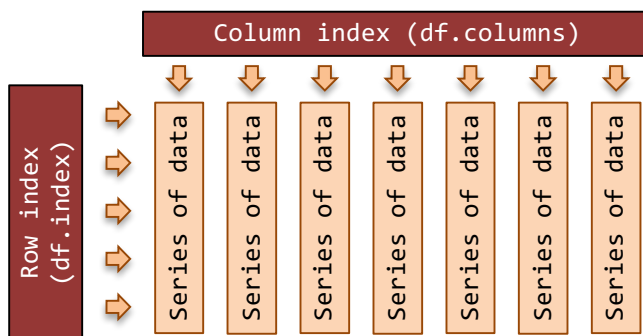 Column index (df.columns)
Row index
(df.index)
Series of data
Series of data
Series of data
Series of data
Series of data
Series of data
Series of data